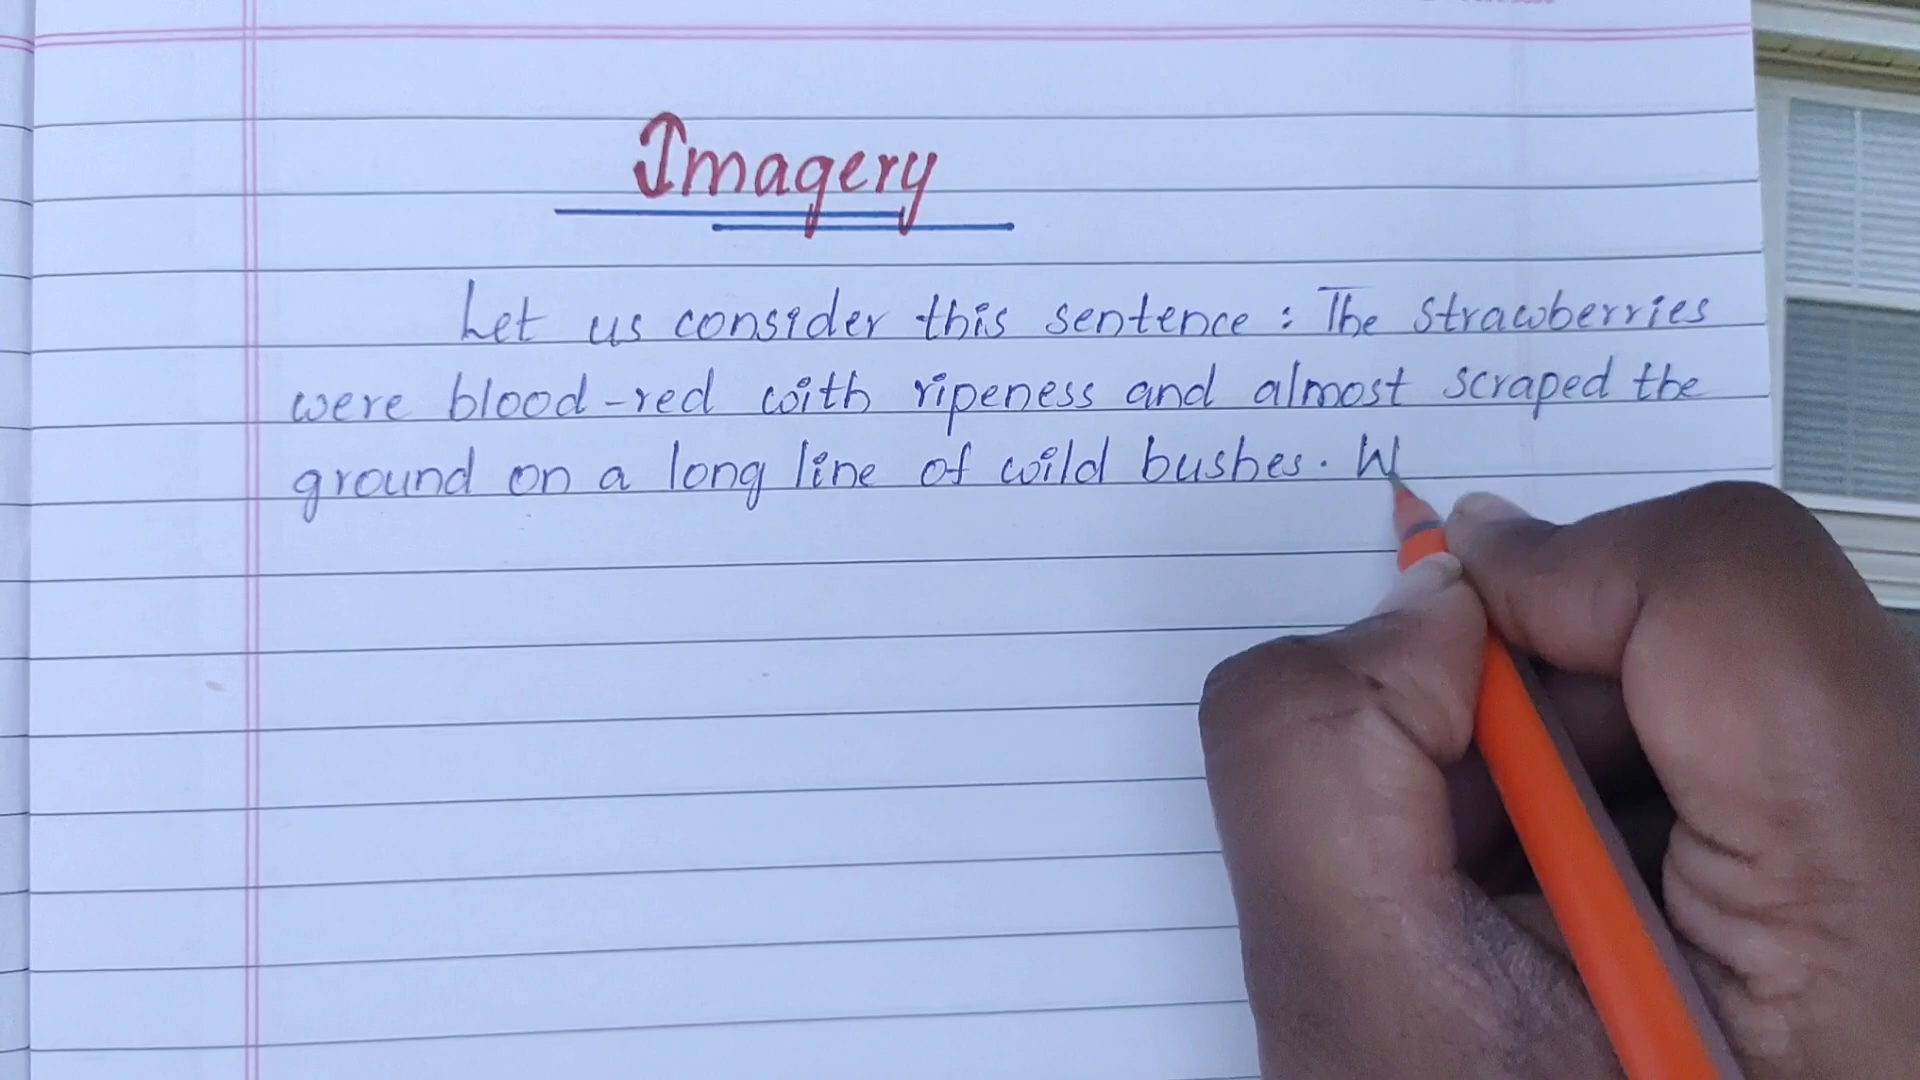 Imagery
Let us consider this sentence : The strawberries
were blood-red with ripeness and almost scraped the
ground on a long line of wild bushes. W